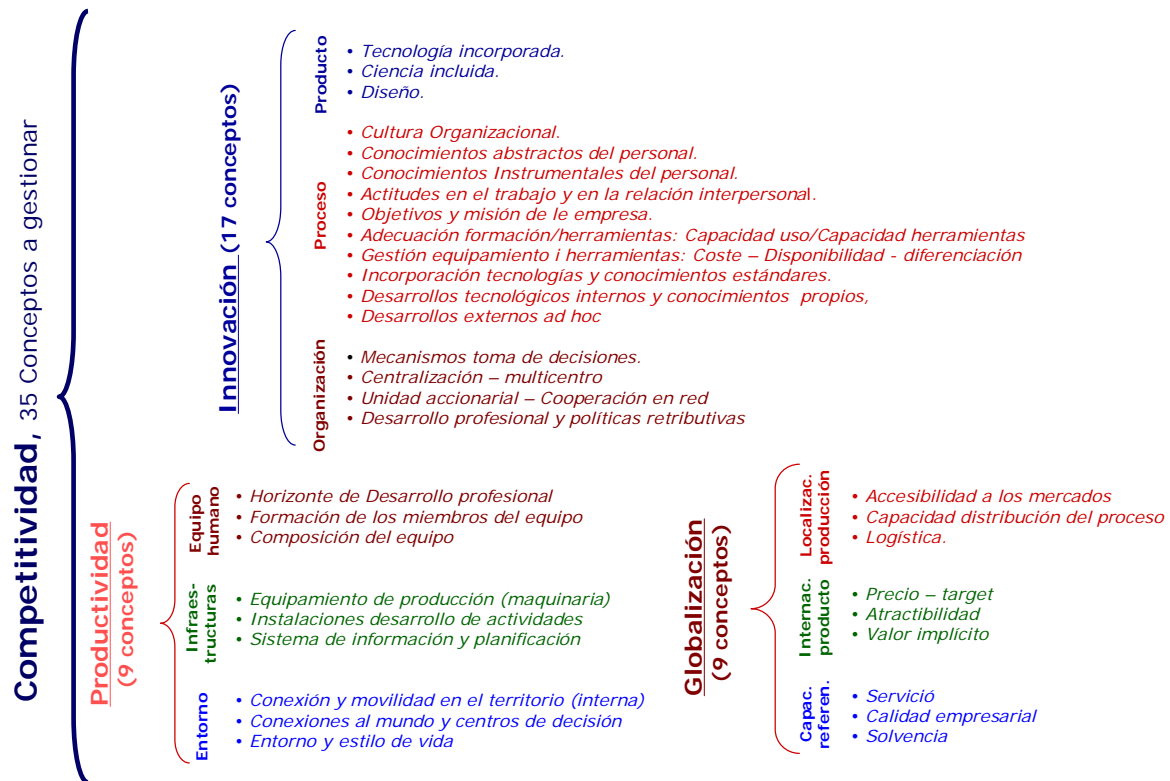 Competitividad, 35 Conceptos a gestionar
Innovación (17 conceptos)
Producto
• Tecnología incorporada.
• Ciencia incluida.
• Diseño.
Proceso
• Cultura Organizacional.
• Conocimientos abstractos del personal.
• Conocimientos Instrumentales del personal.
• Actitudes en el trabajo y en la relación interpersonal.
• Objetivos y misión de le empresa.
• Adecuación formación/herramientas: Capacidad uso/Capacidad herramientas
• Gestión equipamiento i herramientas: Coste – Disponibilidad - diferenciación
• Incorporación tecnologías y conocimientos estándares.
• Desarrollos tecnológicos internos y conocimientos propios,
• Desarrollos externos ad hoc
Organización
• Mecanismos toma de decisiones.
• Centralización – multicentro
• Unidad accionarial – Cooperación en red
• Desarrollo profesional y políticas retributivas
Productividad
(9 conceptos)
Equipo
humano
• Horizonte de Desarrollo profesional
• Formación de los miembros del equipo
• Composición del equipo
Infraes-
tructuras
• Equipamiento de producción (maquinaria)
• Instalaciones desarrollo de actividades
• Sistema de información y planificación
Entorno
• Conexión y movilidad en el territorio (interna)
• Conexiones al mundo y centros de decisión
• Entorno y estilo de vida
Globalización
(9 conceptos)
Localizac.
producción
• Accesibilidad a los mercados
• Capacidad distribución del proceso
• Logística.
Internac.
producto
• Precio – target
• Atractibilidad
• Valor implícito
Capac.
referen.
• Servició
• Calidad empresarial
• Solvencia